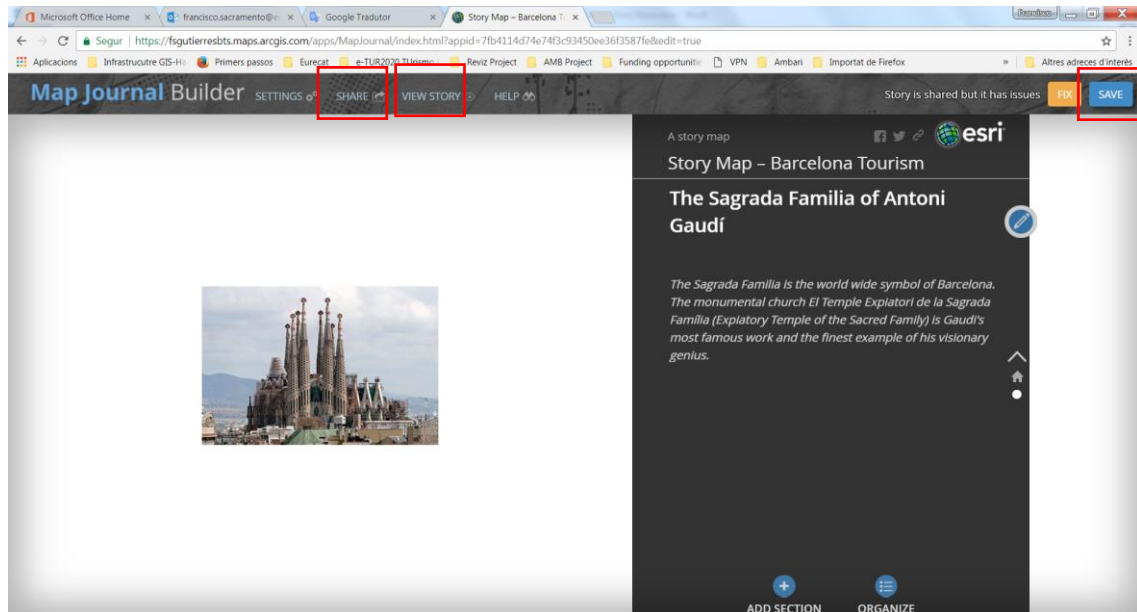 Microsoft Office Home
francisco.sacramento@e
Google Tradutor
Story Map – Barcelona T
Segur | https://fsgutierresbts.maps.arcgis.com/apps/MapJournal/index.html?appid=7fb4114d74e74f3c93450ee36f3587fe&edit=true
Aplicacions Infrastrucutre GIS-Ha Primers passos Eurecat e-TUR2020 TUrismo Reviz Project AMB Project Funding opportunitie VPN Ambari Importat de Firefox » Altres adreces d'interès
Map Journal Builder SETTINGS SHARE VIEW STORY HELP Story is shared but it has issues FIX SAVE
A story map
esri
Story Map – Barcelona Tourism
The Sagrada Familia of Antoni
Gaudí
The Sagrada Familia is the world wide symbol of Barcelona.
The monumental church El Temple Expiatori de la Sagrada
Família (Expiatory Temple of the Sacred Family) is Gaudi's
most famous work and the finest example of his visionary
genius.
ADD SECTION ORGANIZE